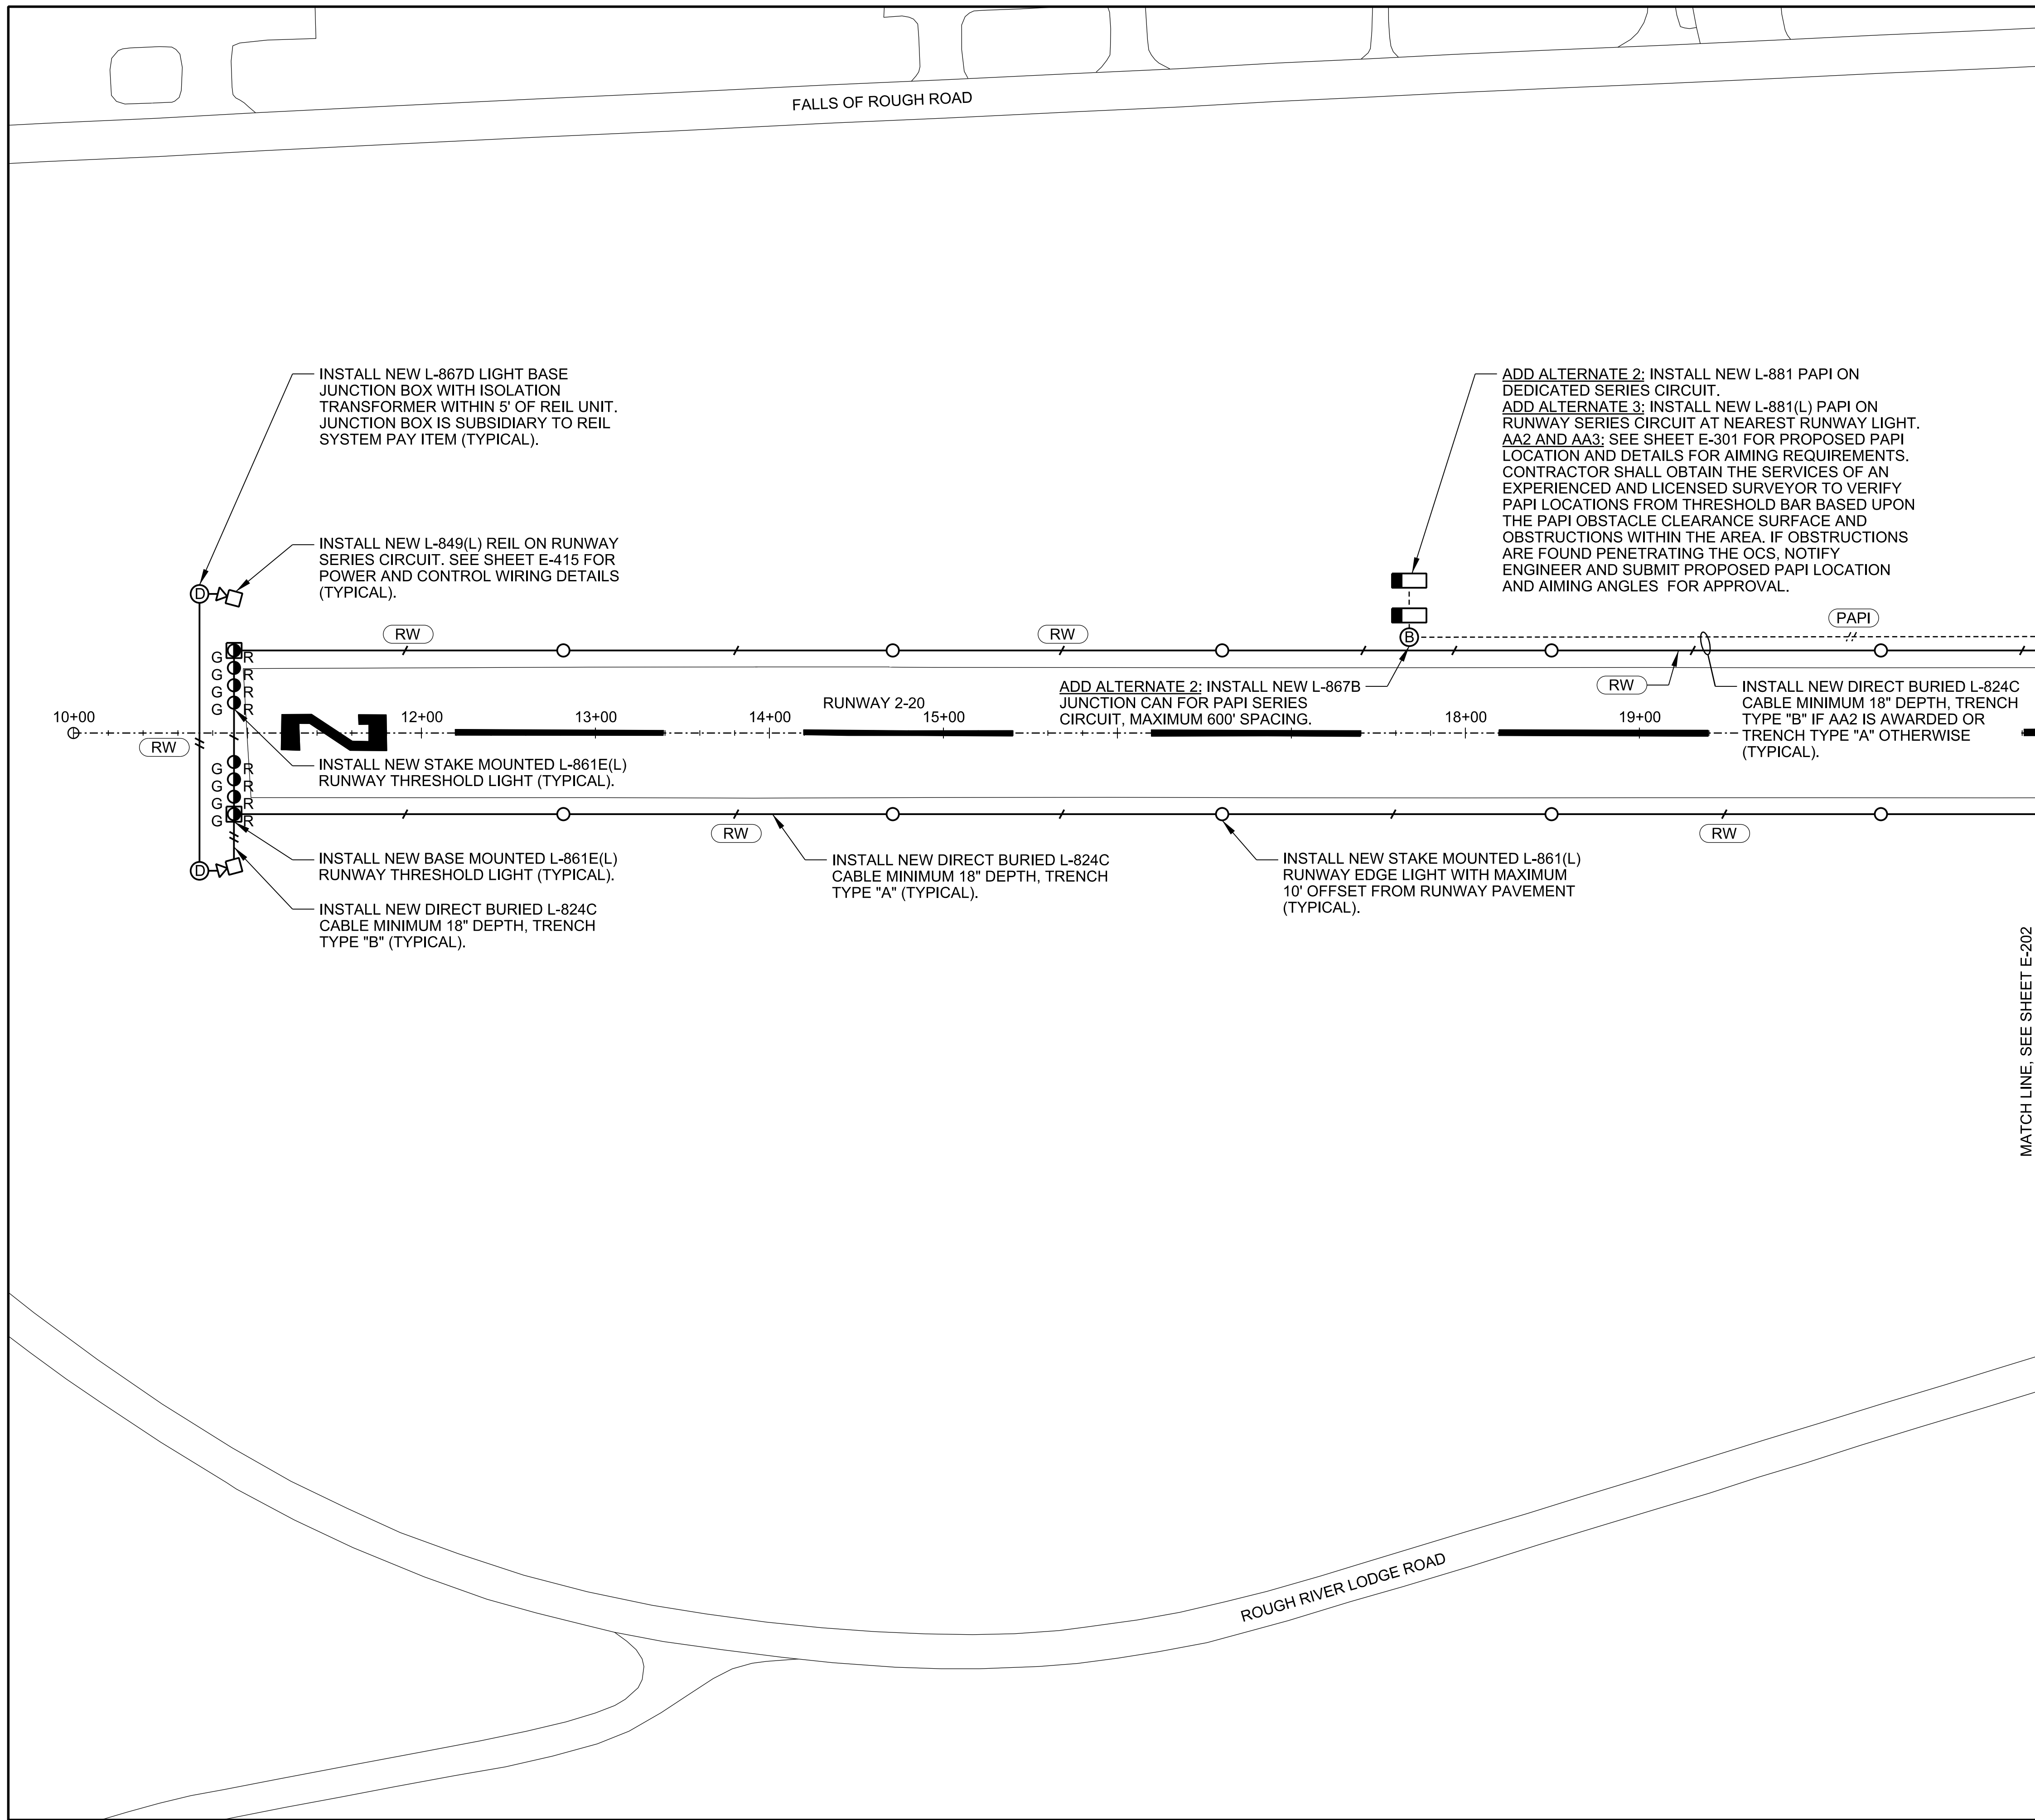 FALLS OF ROUGH ROAD
INSTALL NEW L-867D LIGHT BASE
JUNCTION BOX WITH ISOLATION
TRANSFORMER WITHIN 5' OF REIL UNIT.
JUNCTION BOX IS SUBSIDIARY TO REIL
SYSTEM PAY ITEM (TYPICAL).
INSTALL NEW L-849(L) REIL ON RUNWAY
SERIES CIRCUIT. SEE SHEET E-415 FOR
POWER AND CONTROL WIRING DETAILS
(TYPICAL).
ADD ALTERNATE 2: INSTALL NEW L-881 PAPI ON
DEDICATED SERIES CIRCUIT.
ADD ALTERNATE 3: INSTALL NEW L-881(L) PAPI ON
RUNWAY SERIES CIRCUIT AT NEAREST RUNWAY LIGHT.
AA2 AND AA3: SEE SHEET E-301 FOR PROPOSED PAPI
LOCATION AND DETAILS FOR AIMING REQUIREMENTS.
CONTRACTOR SHALL OBTAIN THE SERVICES OF AN
EXPERIENCED AND LICENSED SURVEYOR TO VERIFY
PAPI LOCATIONS FROM THRESHOLD BAR BASED UPON
THE PAPI OBSTACLE CLEARANCE SURFACE AND
OBSTRUCTIONS WITHIN THE AREA. IF OBSTRUCTIONS
ARE FOUND PENETRATING THE OCS, NOTIFY
ENGINEER AND SUBMIT PROPOSED PAPI LOCATION
AND AIMING ANGLES FOR APPROVAL.
D
RW
RW
B
PAPI
G R
G R
G R
G R
10+00
RW
2
12+00
13+00
14+00
RUNWAY 2-20
15+00
ADD ALTERNATE 2: INSTALL NEW L-867B
JUNCTION CAN FOR PAPI SERIES
CIRCUIT, MAXIMUM 600' SPACING.
18+00
RW
19+00
INSTALL NEW DIRECT BURIED L-824C
CABLE MINIMUM 18" DEPTH, TRENCH
TYPE "B" IF AA2 IS AWARDED OR
TRENCH TYPE "A" OTHERWISE
(TYPICAL).
INSTALL NEW STAKE MOUNTED L-861E(L)
RUNWAY THRESHOLD LIGHT (TYPICAL).
G R
G R
G R
G R
RW
RW
D
INSTALL NEW BASE MOUNTED L-861E(L)
RUNWAY THRESHOLD LIGHT (TYPICAL).
INSTALL NEW DIRECT BURIED L-824C
CABLE MINIMUM 18" DEPTH, TRENCH
TYPE "B" (TYPICAL).
INSTALL NEW DIRECT BURIED L-824C
CABLE MINIMUM 18" DEPTH, TRENCH
TYPE "A" (TYPICAL).
INSTALL NEW STAKE MOUNTED L-861(L)
RUNWAY EDGE LIGHT WITH MAXIMUM
10' OFFSET FROM RUNWAY PAVEMENT
(TYPICAL).
MATCH LINE, SEE SHEET E-202
ROUGH RIVER LODGE ROAD